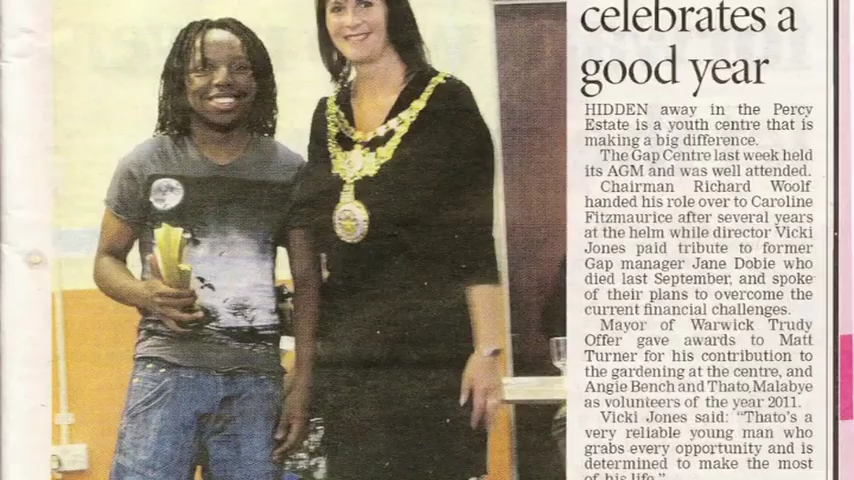 celebrates a
good year
HIDDEN away in the Percy
Estate is a youth centre that is
making a big difference.
The Gap Centre last week held
its AGM and was well attended.
Chairman Richard Woolf
handed his role over to Caroline
Fitzmaurice after several years
at the helm while director Vicki
Jones paid tribute to former
Gap manager Jane Dobie who
died last September, and spoke
of their plans to overcome the
current financial challenges.
Mayor of Warwick Trudy
Offer gave awards to Matt
Turner for his contribution to
the gardening at the centre, and
Angie Bench and Thato Malabye
as volunteers of the year 2011.
Vicki Jones said: “Thato's a
very reliable young man who
grabs every opportunity and is
determined to make the most
of his life.”